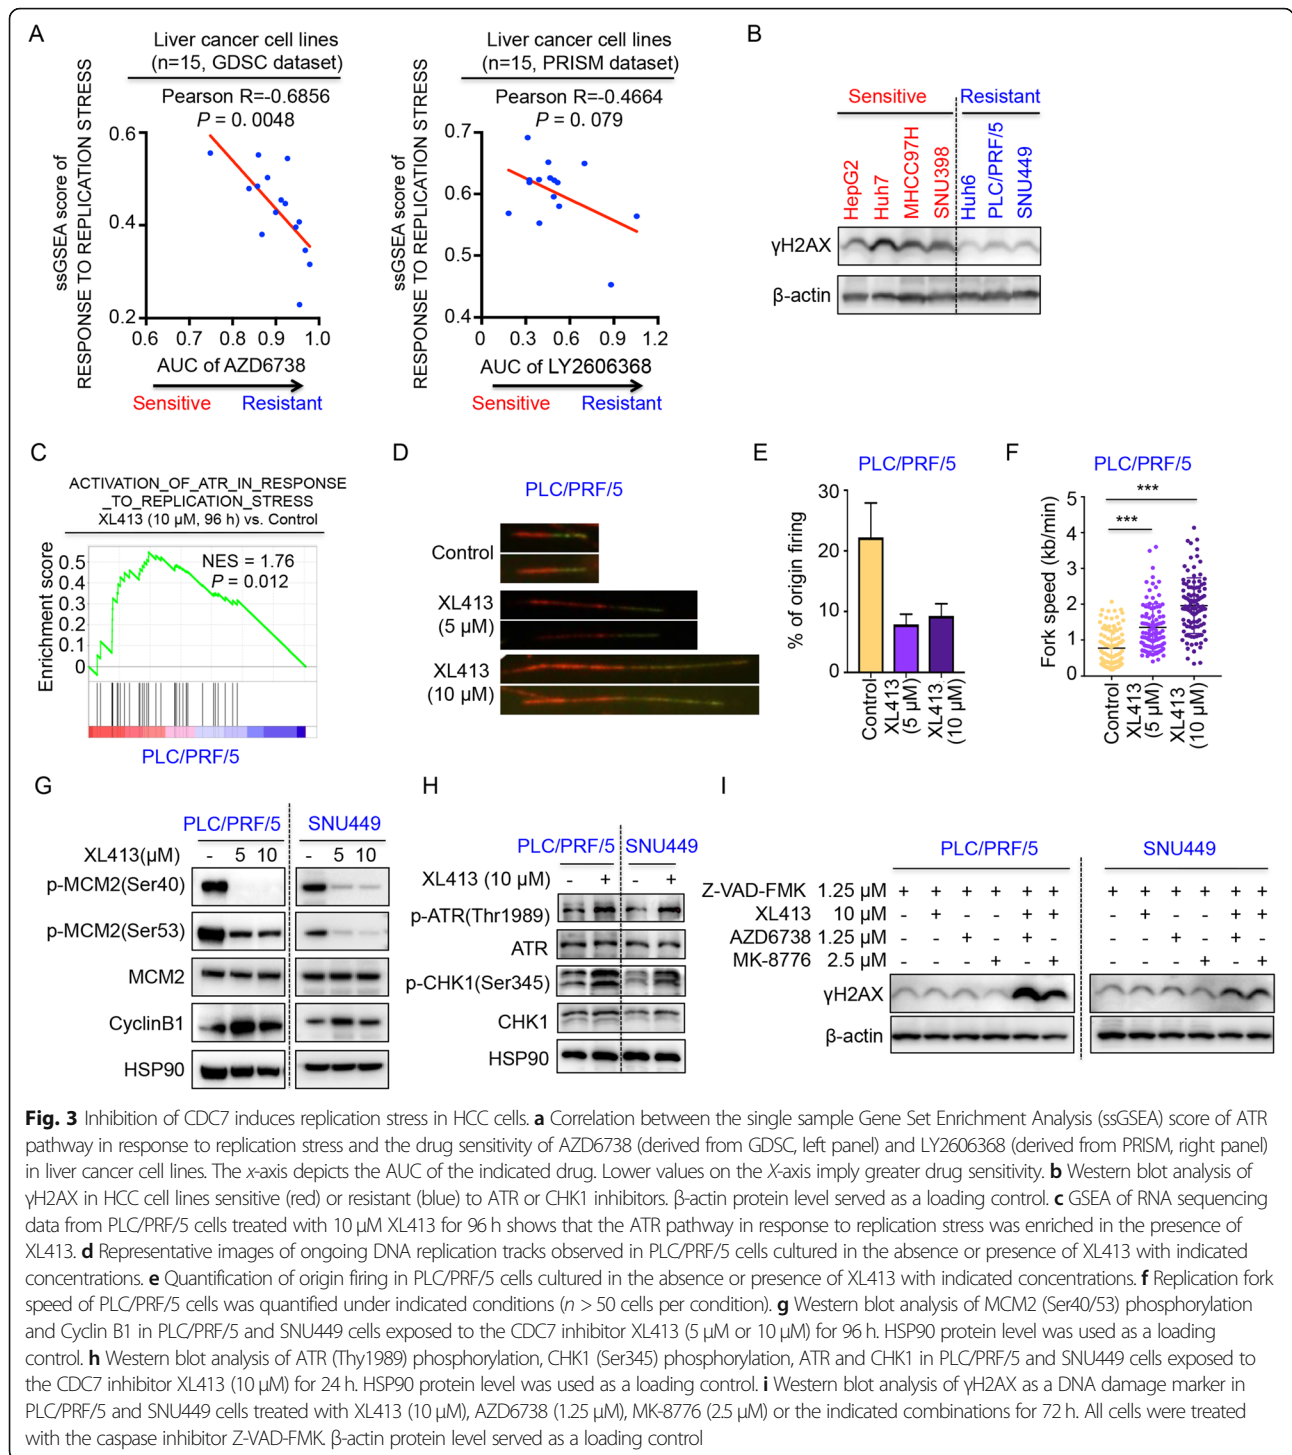 A
Liver cancer cell lines
(n=15, GDSC dataset)
Pearson R=-0.6856
P = 0.0048
ssGSEA score of
RESPONSE TO REPLICATION STRESS
0.6
0.4
0.2
0.6 0.7 0.8 0.9 1.0
AUC of AZD6738
Sensitive Resistant
Liver cancer cell lines
(n=15, PRISM dataset)
Pearson R=-0.4664
P = 0.079
ssGSEA score of
RESPONSE TO REPLICATION STRESS
0.7
0.6
0.5
0.4
0 0.3 0.6 0.9 1.2
AUC of LY2606368
Sensitive Resistant
B
Sensitive Resistant
HepG2
Huh7
MHCC97H
SNU398
Huh6
PLC/PRF/5
SNU449
γH2AX
β-actin
C
ACTIVATION_OF_ATR_IN_RESPONSE
_TO_REPLICATION_STRESS
XL413 (10 µM, 96 h) vs. Control
NES = 1.76
P = 0.012
Enrichment score
0.5
0.4
0.3
0.2
0.1
0
PLC/PRF/5
D
PLC/PRF/5
Control
XL413
(5 µM)
XL413
(10 µM)
E
PLC/PRF/5
% of origin firing
30
20
10
0
Control
XL413
(5 µM)
XL413
(10 µM)
F
PLC/PRF/5
Fork speed (kb/min)
5
4
3
2
1
0
***
***
Control
XL413
(5 µM)
XL413
(10 µM)
G
PLC/PRF/5 SNU449
XL413(µM) - 5 10 - 5 10
p-MCM2(Ser40)
p-MCM2(Ser53)
MCM2
CyclinB1
HSP90
H
PLC/PRF/5 SNU449
XL413 (10 µM) - + - +
p-ATR(Thr1989)
ATR
p-CHK1(Ser345)
CHK1
HSP90
I
PLC/PRF/5 SNU449
Z-VAD-FMK 1.25 µM + + + + + + + + + + + +
XL413 10 µM - + - - + + - + - - + +
AZD6738 1.25 µM - - + - + - - - + - + -
MK-8776 2.5 µM - - - + - + - - - + - +
γH2AX
β-actin
Fig. 3 Inhibition of CDC7 induces replication stress in HCC cells. a Correlation between the single sample Gene Set Enrichment Analysis (ssGSEA) score of ATR
pathway in response to replication stress and the drug sensitivity of AZD6738 (derived from GDSC, left panel) and LY2606368 (derived from PRISM, right panel)
in liver cancer cell lines. The x-axis depicts the AUC of the indicated drug. Lower values on the X-axis imply greater drug sensitivity. b Western blot analysis of
γH2AX in HCC cell lines sensitive (red) or resistant (blue) to ATR or CHK1 inhibitors. β-actin protein level served as a loading control. c GSEA of RNA sequencing
data from PLC/PRF/5 cells treated with 10 µM XL413 for 96 h shows that the ATR pathway in response to replication stress was enriched in the presence of
XL413. d Representative images of ongoing DNA replication tracks observed in PLC/PRF/5 cells cultured in the absence or presence of XL413 with indicated
concentrations. e Quantification of origin firing in PLC/PRF/5 cells cultured in the absence or presence of XL413 with indicated concentrations. f Replication fork
speed of PLC/PRF/5 cells was quantified under indicated conditions (n > 50 cells per condition). g Western blot analysis of MCM2 (Ser40/53) phosphorylation
and Cyclin B1 in PLC/PRF/5 and SNU449 cells exposed to the CDC7 inhibitor XL413 (5 µM or 10 µM) for 96 h. HSP90 protein level was used as a loading
control. h Western blot analysis of ATR (Thy1989) phosphorylation, CHK1 (Ser345) phosphorylation, ATR and CHK1 in PLC/PRF/5 and SNU449 cells exposed to
the CDC7 inhibitor XL413 (10 µM) for 24 h. HSP90 protein level was used as a loading control. i Western blot analysis of γH2AX as a DNA damage marker in
PLC/PRF/5 and SNU449 cells treated with XL413 (10 µM), AZD6738 (1.25 µM), MK-8776 (2.5 µM) or the indicated combinations for 72 h. All cells were treated
with the caspase inhibitor Z-VAD-FMK. β-actin protein level served as a loading control